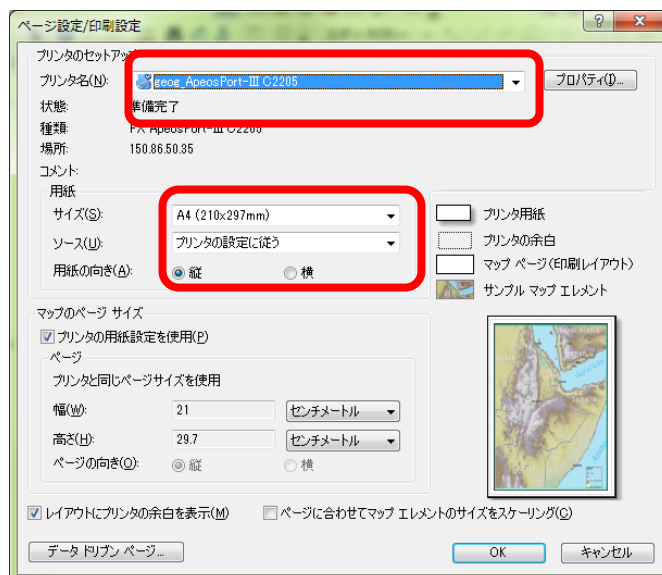 ページ設定/印刷設定
プリンタのセットアップ
プリンタ名(N): geog_ApeosPort-III C2205 プロパティ(I)...
状態: 準備完了
種類: FX ApeosPort-III C2205
場所: 150.86.50.35
コメント:
用紙
サイズ(S): A4 (210x297mm)
ソース(U): プリンタの設定に従う
用紙の向き(A): 縦 横
プリンタ用紙
プリンタの余白
マップ ページ(印刷レイアウト)
サンプル マップ エレメント
マップのページ サイズ
プリンタの用紙設定を使用(P)
ページ
プリンタと同じページサイズを使用
幅(W): 21 センチメートル
高さ(H): 29.7 センチメートル
ページの向き(O): 縦 横
レイアウトにプリンタの余白を表示(M) ページに合わせてマップ エレメントのサイズをスケーリング(C)
データ ドリブン ページ... OK キャンセル